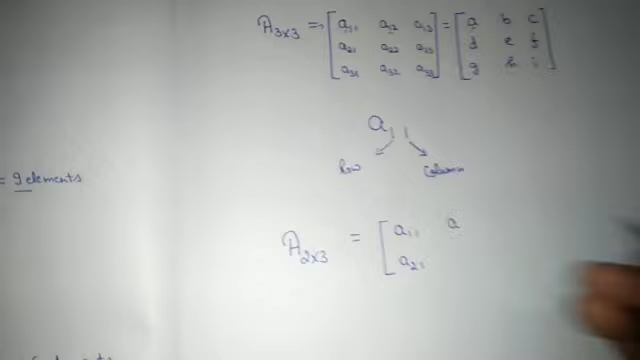 A3x3 = [a11 a12 a13 = [a b c
a21 a22 a23 d e f
a31 a32 a33] g h i]
a11
Row Column
= 9 elements
A2x3 = [a11 a
a21